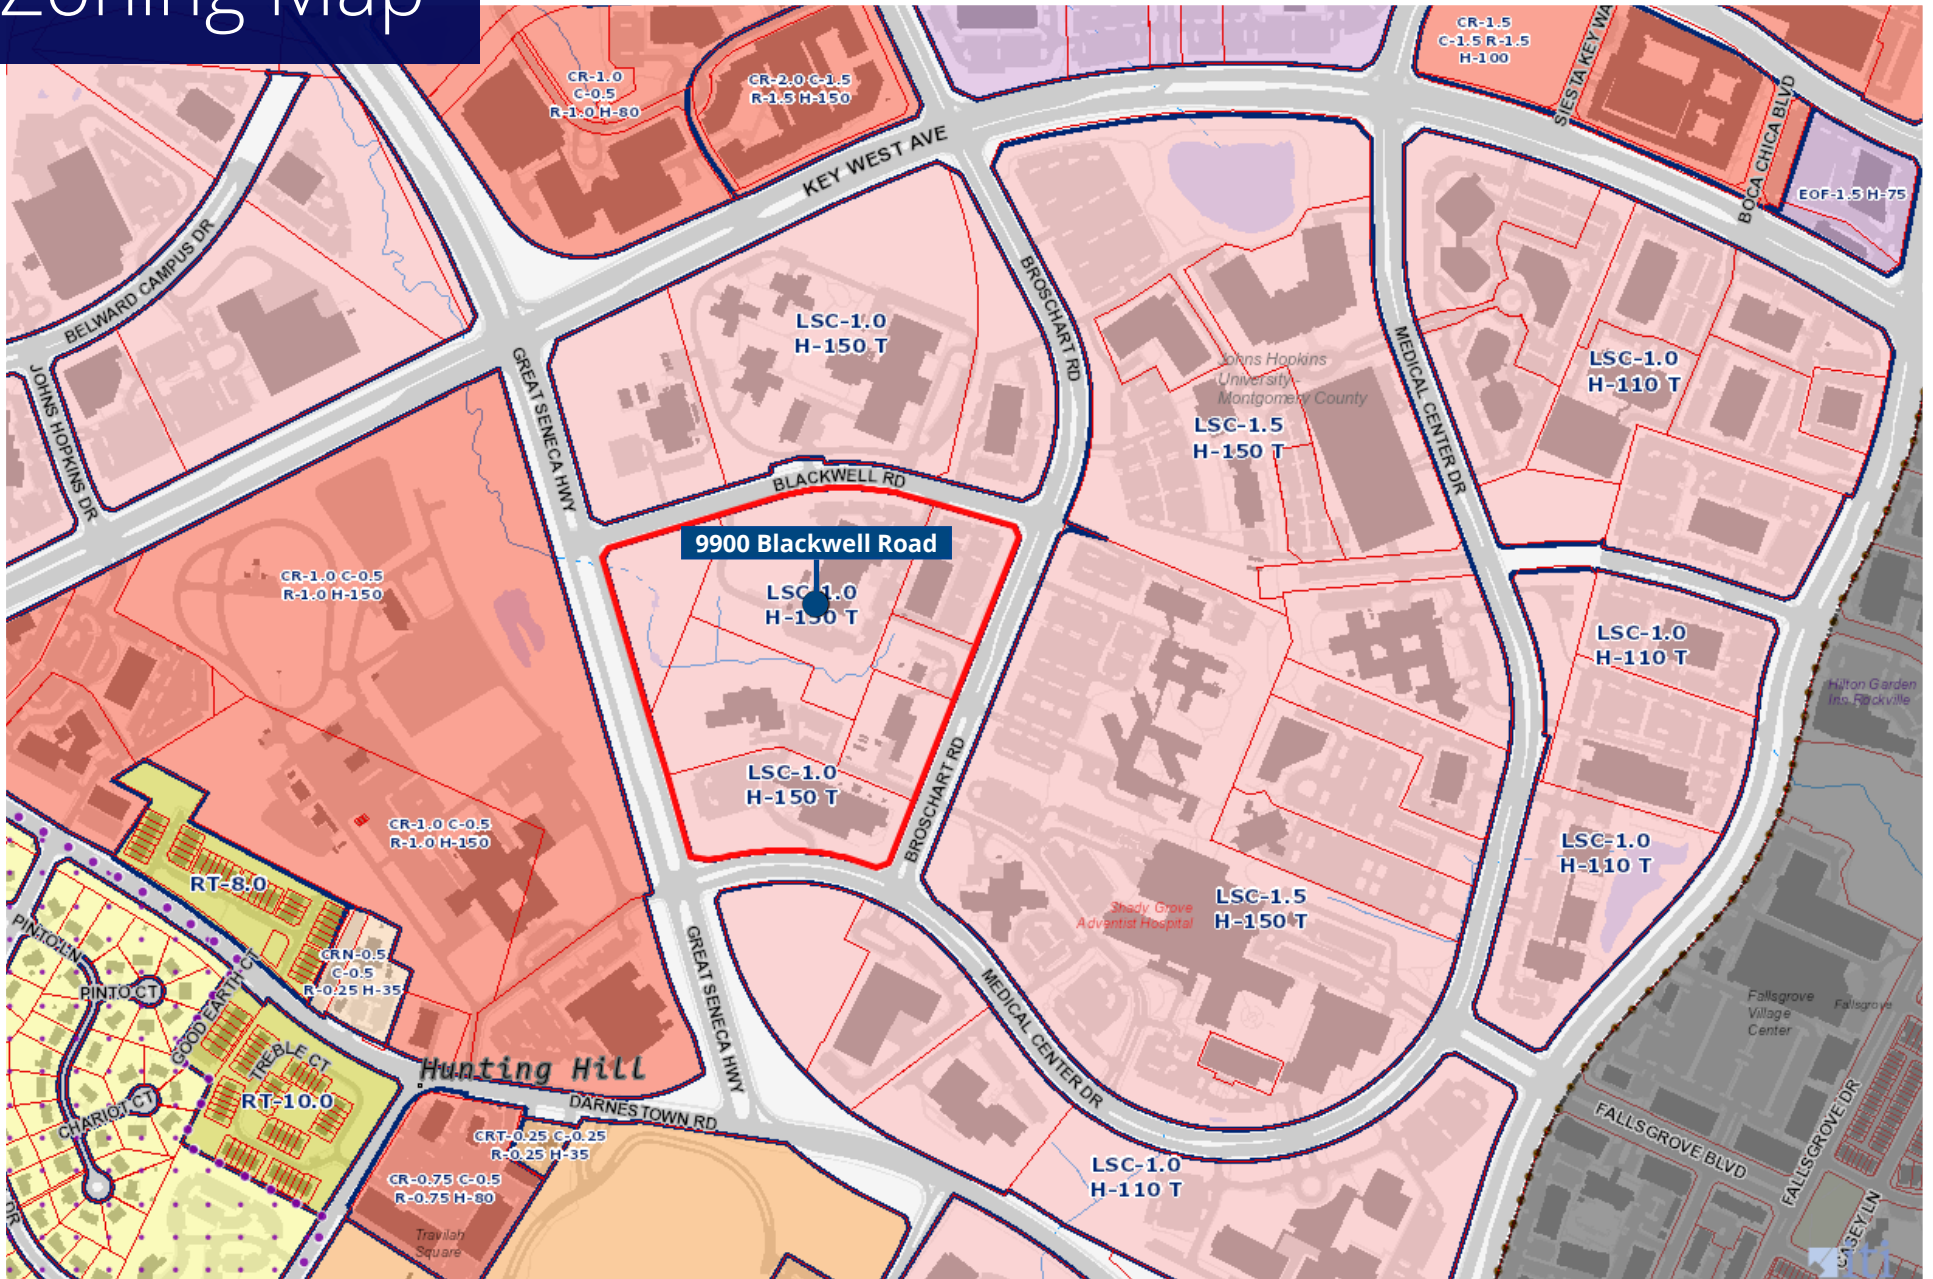 Zoning Map
CR-1.0
C-0.5
R-1.0 H-80
CR-2.0 C-1.5
R-1.5 H-150
CR-1.5
C-1.5 R-1.5
H-100
SIESTA KEY WA
BOCA CHICA BLVD
EOF-1.5 H-75
KEY WEST AVE
BELWARD CAMPUS DR
JOHNS HOPKINS DR
GREAT SENECA HWY
BROSCHART RD
MEDICAL CENTER DR
LSC-1.0
H-150 T
Johns Hopkins
University -
Montgomery County
LSC-1.5
H-150 T
LSC-1.0
H-110 T
BLACKWELL RD
9900 Blackwell Road
LSC-1.0
H-150 T
CR-1.0 C-0.5
R-1.0 H-150
LSC-1.0
H-110 T
Hilton Garden
Inn Rockville
LSC-1.0
H-150 T
BROSCHART RD
CR-1.0 C-0.5
R-1.0 H-150
LSC-1.0
H-110 T
RT-8.0
LSC-1.5
H-150 T
Shady Grove
Adventist Hospital
PINTO LN
PINTO CT
GOOD EARTH CT
CRN-0.5
C-0.5
R-0.25 H-35
GREAT SENECA HWY
MEDICAL CENTER DR
Fallsgrove
Village
Center
Fallsgrove
TREBLE CT
RT-10.0
CHARIOT CT
Hunting Hill
DARNESTOWN RD
CRT-0.25 C-0.25
R-0.25 H-35
CR-0.75 C-0.5
R-0.75 H-80
Travilah
Square
LSC-1.0
H-110 T
FALLSGROVE BLVD
FALLSGROVE DR
CASEY LN
DR